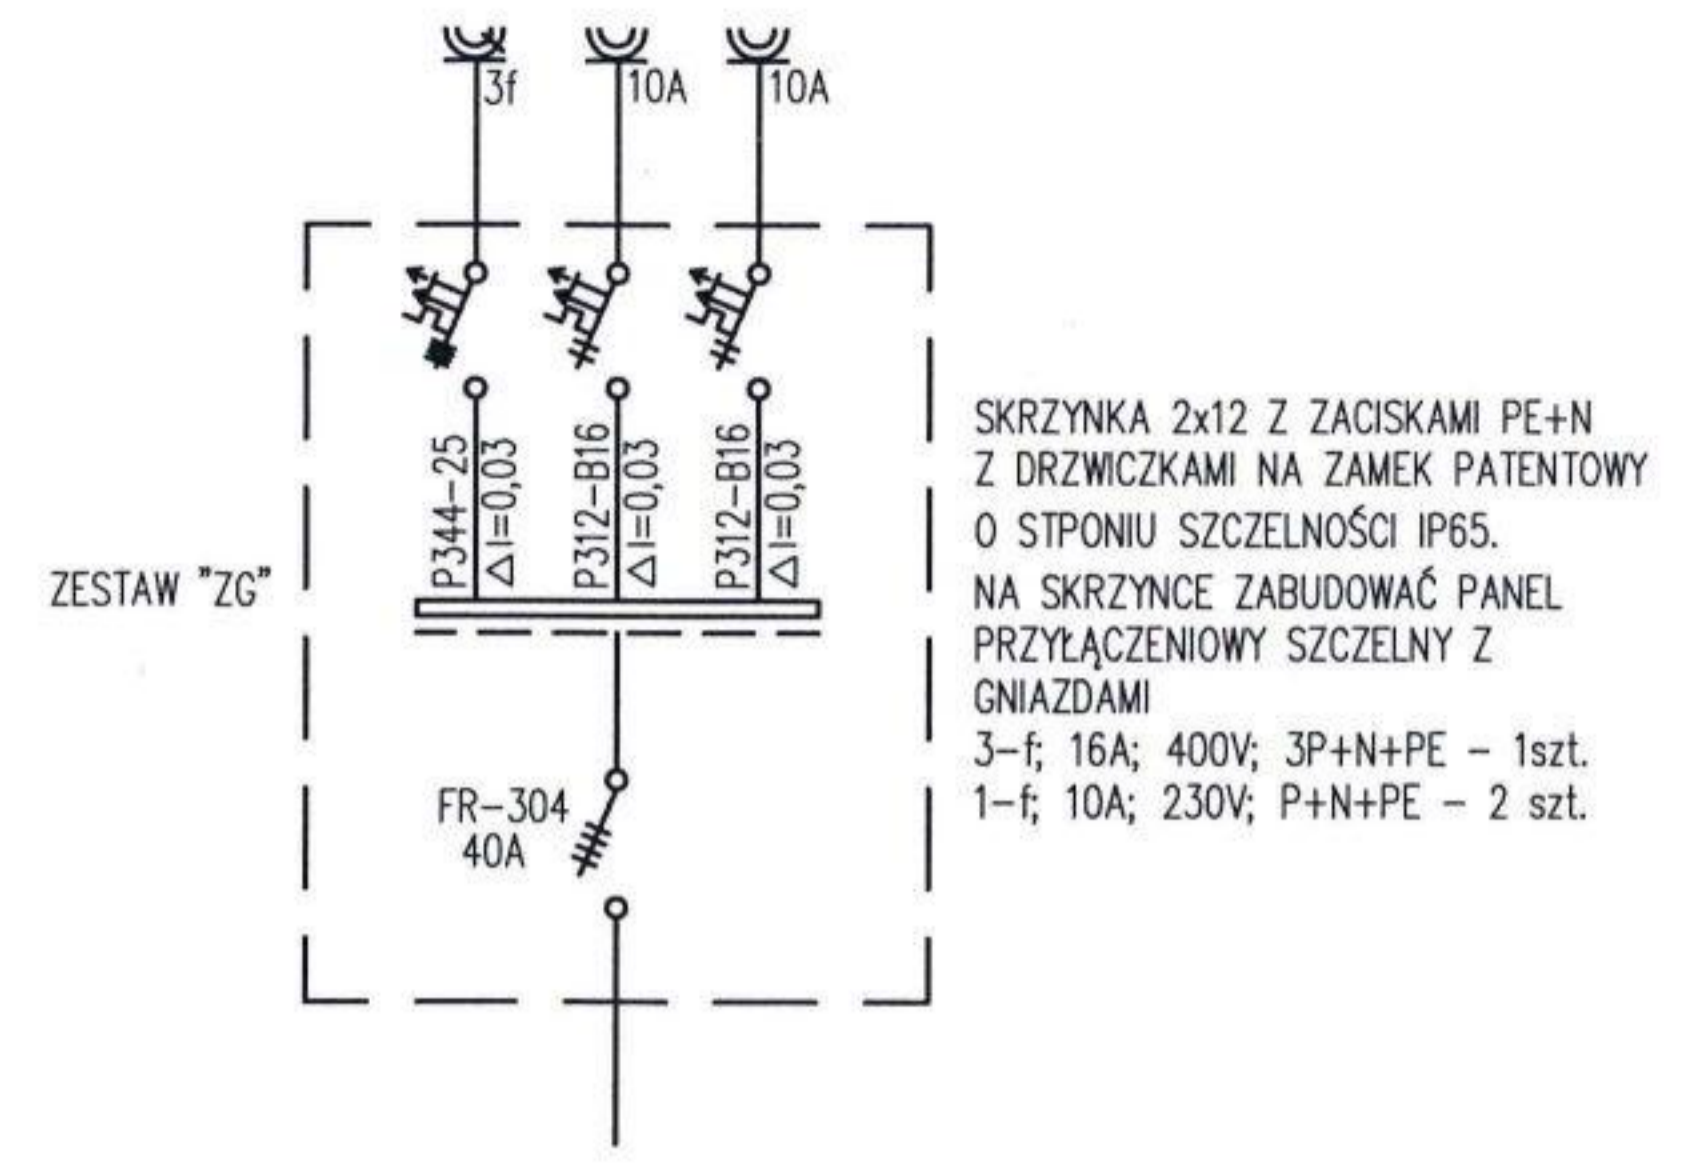 3f
10A
10A
P344-25
ΔI=0,03
P312-B16
ΔI=0,03
P312-B16
ΔI=0,03
ZESTAW "ZG"
FR-304
40A
SKRZYNKA 2x12 Z ZACISKAMI PE+N
Z DRZWICZKAMI NA ZAMEK PATENTOWY
O STPONIU SZCZELNOŚCI IP65.
NA SKRZYNCE ZABUDOWAĆ PANEL
PRZYŁĄCZENIOWY SZCZELNY Z
GNIAZDAMI
3-f; 16A; 400V; 3P+N+PE - 1szt.
1-f; 10A; 230V; P+N+PE - 2 szt.